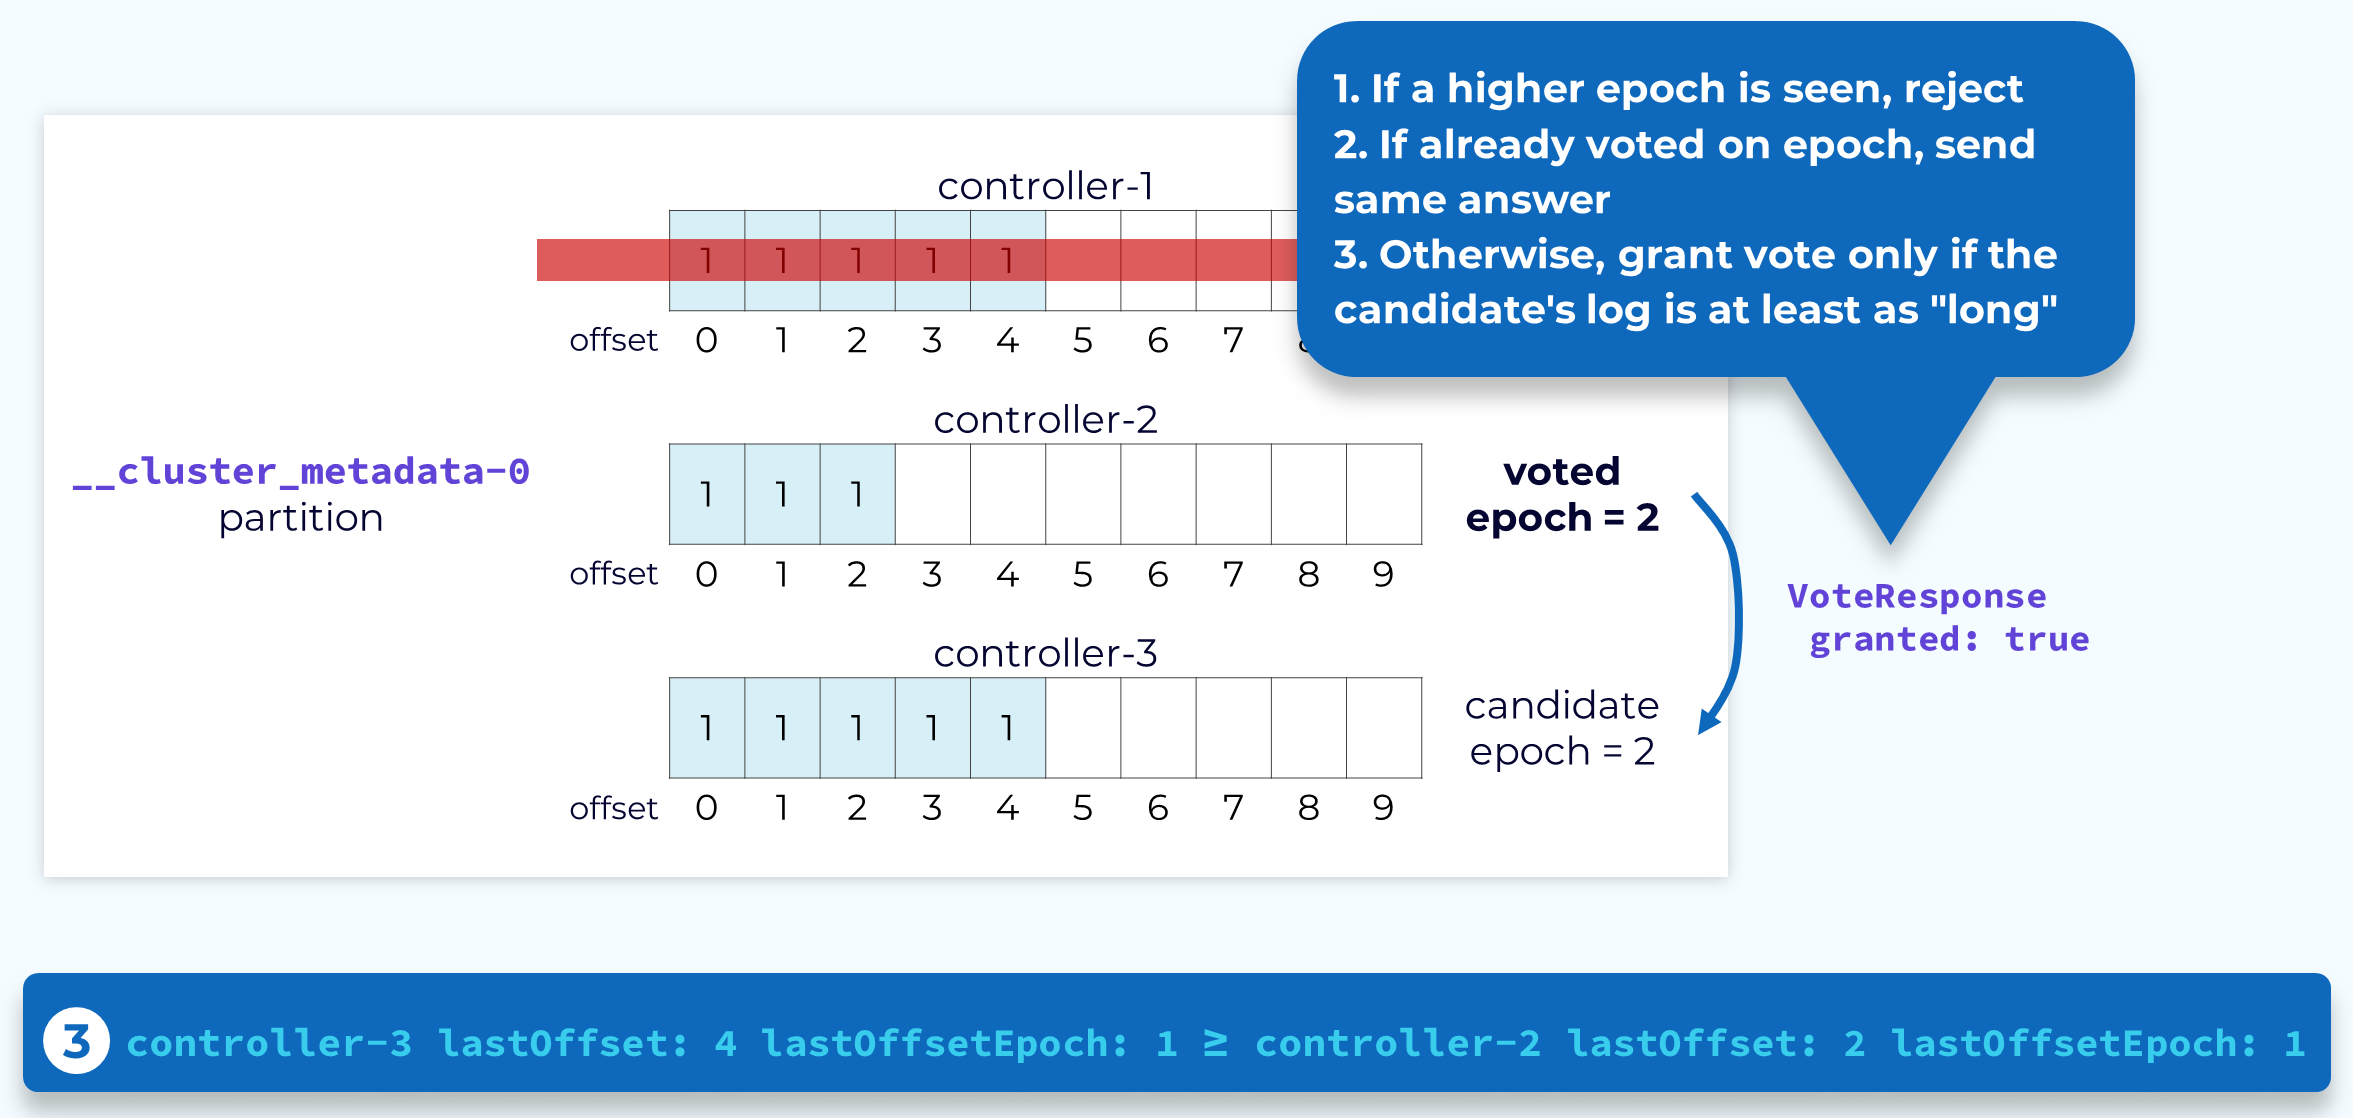 1. If a higher epoch is seen, reject
2. If already voted on epoch, send
same answer
3. Otherwise, grant vote only if the
candidate's log is at least as "long"
controller-1
1 1 1 1 1
offset 0 1 2 3 4 5 6 7
controller-2
1 1 1
offset 0 1 2 3 4 5 6 7 8 9
__cluster_metadata-0
partition
voted
epoch = 2
VoteResponse
granted: true
controller-3
1 1 1 1 1
offset 0 1 2 3 4 5 6 7 8 9
candidate
epoch = 2
3 controller-3 lastOffset: 4 lastOffsetEpoch: 1 ≥ controller-2 lastOffset: 2 lastOffsetEpoch: 1